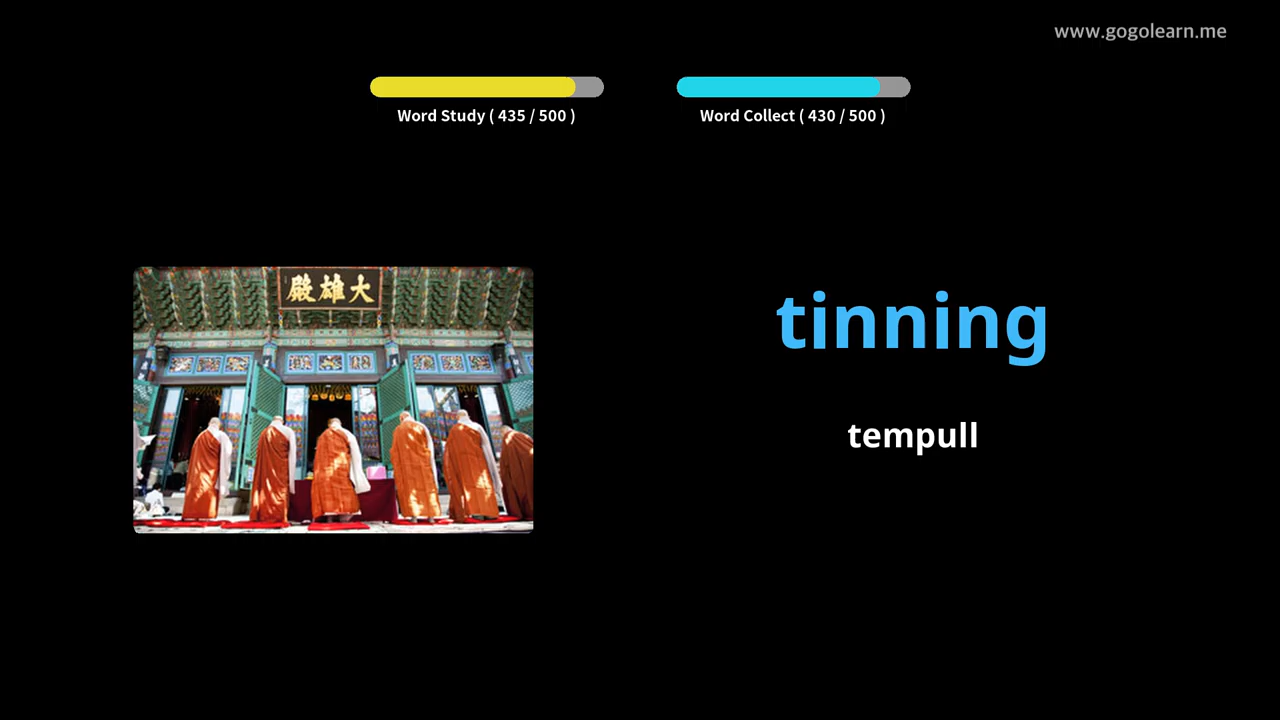 www.gogolearn.me
Word Study ( 435 / 500 )
Word Collect ( 430 / 500 )
殿雄大
tinning
tempull